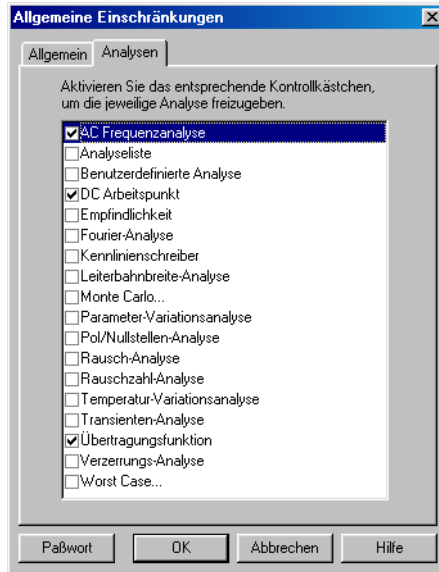 Allgemeine Einschränkungen
Allgemein Analysen
Aktivieren Sie das entsprechende Kontrollkästchen,
um die jeweilige Analyse freizugeben.
AC Frequenzanalyse
Analyseliste
Benutzerdefinierte Analyse
DC Arbeitspunkt
Empfindlichkeit
Fourier-Analyse
Kennlinienschreiber
Leiterbahnbreite-Analyse
Monte Carlo...
Parameter-Variationsanalyse
Pol/Nullstellen-Analyse
Rausch-Analyse
Rauschzahl-Analyse
Temperatur-Variationsanalyse
Transienten-Analyse
Übertragungsfunktion
Verzerrungs-Analyse
Worst Case...
Paßwort OK Abbrechen Hilfe